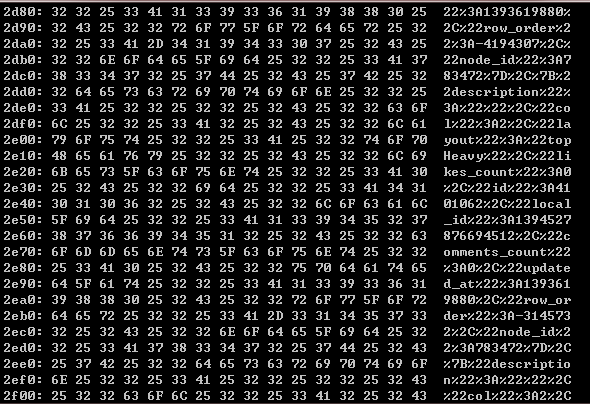 2d80: 32 32 25 33 41 31 33 39 33 36 31 39 38 38 30 25 22%3A1393619880%
2d90: 32 43 25 32 32 72 6F 77 5F 6F 72 64 65 72 25 32 2C%22row_order%2
2da0: 32 25 33 41 2D 34 31 39 34 33 30 37 25 32 43 25 2%3A-4194307%2C%
2db0: 32 32 6E 6F 64 65 5F 69 64 25 32 32 25 33 41 37 22node_id%22%3A7
2dc0: 38 33 34 37 32 25 37 44 25 32 43 25 37 42 25 32 83472%7D%2C%7B%2
2dd0: 32 64 65 73 63 72 69 70 74 69 6F 6E 25 32 32 25 2description%22%
2de0: 33 41 25 32 32 25 32 32 25 32 43 25 32 32 63 6F 3A%22%22%2C%22co
2df0: 6C 25 32 32 25 33 41 32 25 32 43 25 32 32 6C 61 l%22%3A2%2C%22la
2e00: 79 6F 75 74 25 32 32 25 33 41 25 32 32 74 6F 70 yout%22%3A%22top
2e10: 48 65 61 76 79 25 32 32 25 32 43 25 32 32 6C 69 Heavy%22%2C%22li
2e20: 6B 65 73 5F 63 6F 75 6E 74 25 32 32 25 33 41 30 kes_count%22%3A0
2e30: 25 32 43 25 32 32 69 64 25 32 32 25 33 41 34 31 %2C%22id%22%3A41
2e40: 30 31 30 36 32 25 32 43 25 32 32 6C 6F 63 61 6C 01062%2C%22local
2e50: 5F 69 64 25 32 32 25 33 41 31 33 39 34 35 32 37 _id%22%3A1394527
2e60: 38 37 36 36 39 34 35 31 32 25 32 43 25 32 32 63 876694512%2C%22c
2e70: 6F 6D 6D 65 6E 74 73 5F 63 6F 75 6E 74 25 32 32 omments_count%22
2e80: 25 33 41 30 25 32 43 25 32 32 75 70 64 61 74 65 %3A0%2C%22update
2e90: 64 5F 61 74 25 32 32 25 33 41 31 33 39 33 36 31 d_at%22%3A139361
2ea0: 39 38 38 30 25 32 43 25 32 32 72 6F 77 5F 6F 72 9880%2C%22row_or
2eb0: 64 65 72 25 32 32 25 33 41 2D 33 31 34 35 37 33 der%22%3A-314573
2ec0: 32 25 32 43 25 32 32 6E 6F 64 65 5F 69 64 25 32 2%2C%22node_id%2
2ed0: 32 25 33 41 37 38 33 34 37 32 25 37 44 25 32 43 2%3A783472%7D%2C
2ee0: 25 37 42 25 32 32 64 65 73 63 72 69 70 74 69 6F %7B%22descriptio
2ef0: 6E 25 32 32 25 33 41 25 32 32 25 32 32 25 32 43 n%22%3A%22%22%2C
2f00: 25 32 32 63 6F 6C 25 32 32 25 33 41 32 25 32 43 %22col%22%3A2%2C